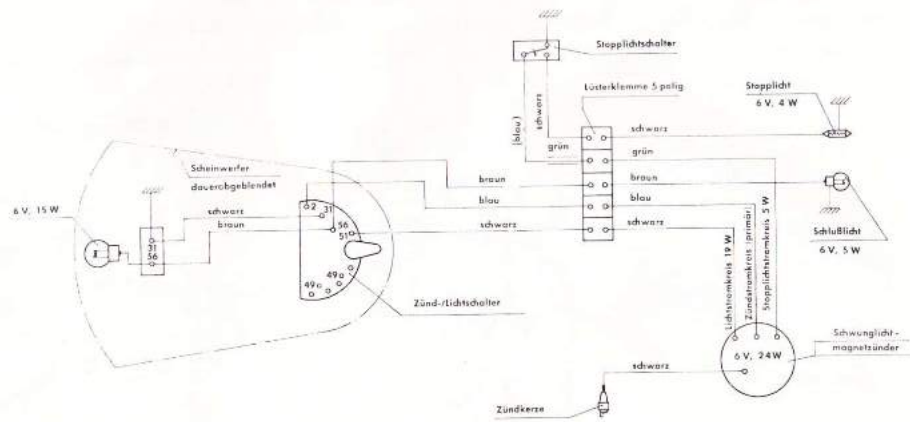 Stopplichtschalter
Lüsterklemme 5 polig
Stopplicht
6 V, 4 W
(blau)
schwarz
schwarz
grün
grün
Scheinwerfer
dauerabgeblendet
braun
braun
2
31
blau
blau
6 V, 15 W
schwarz
braun
56
51
schwarz
schwarz
31
56
Schlußlicht
6 V, 5 W
49a
49
Zünd-/Lichtschalter
Lichtstromkreis 19 W
Zündstromkreis (primär)
Stopplichtstromkreis 5 W
Schwunglicht-
magnetzünder
6 V, 24 W
schwarz
Zündkerze